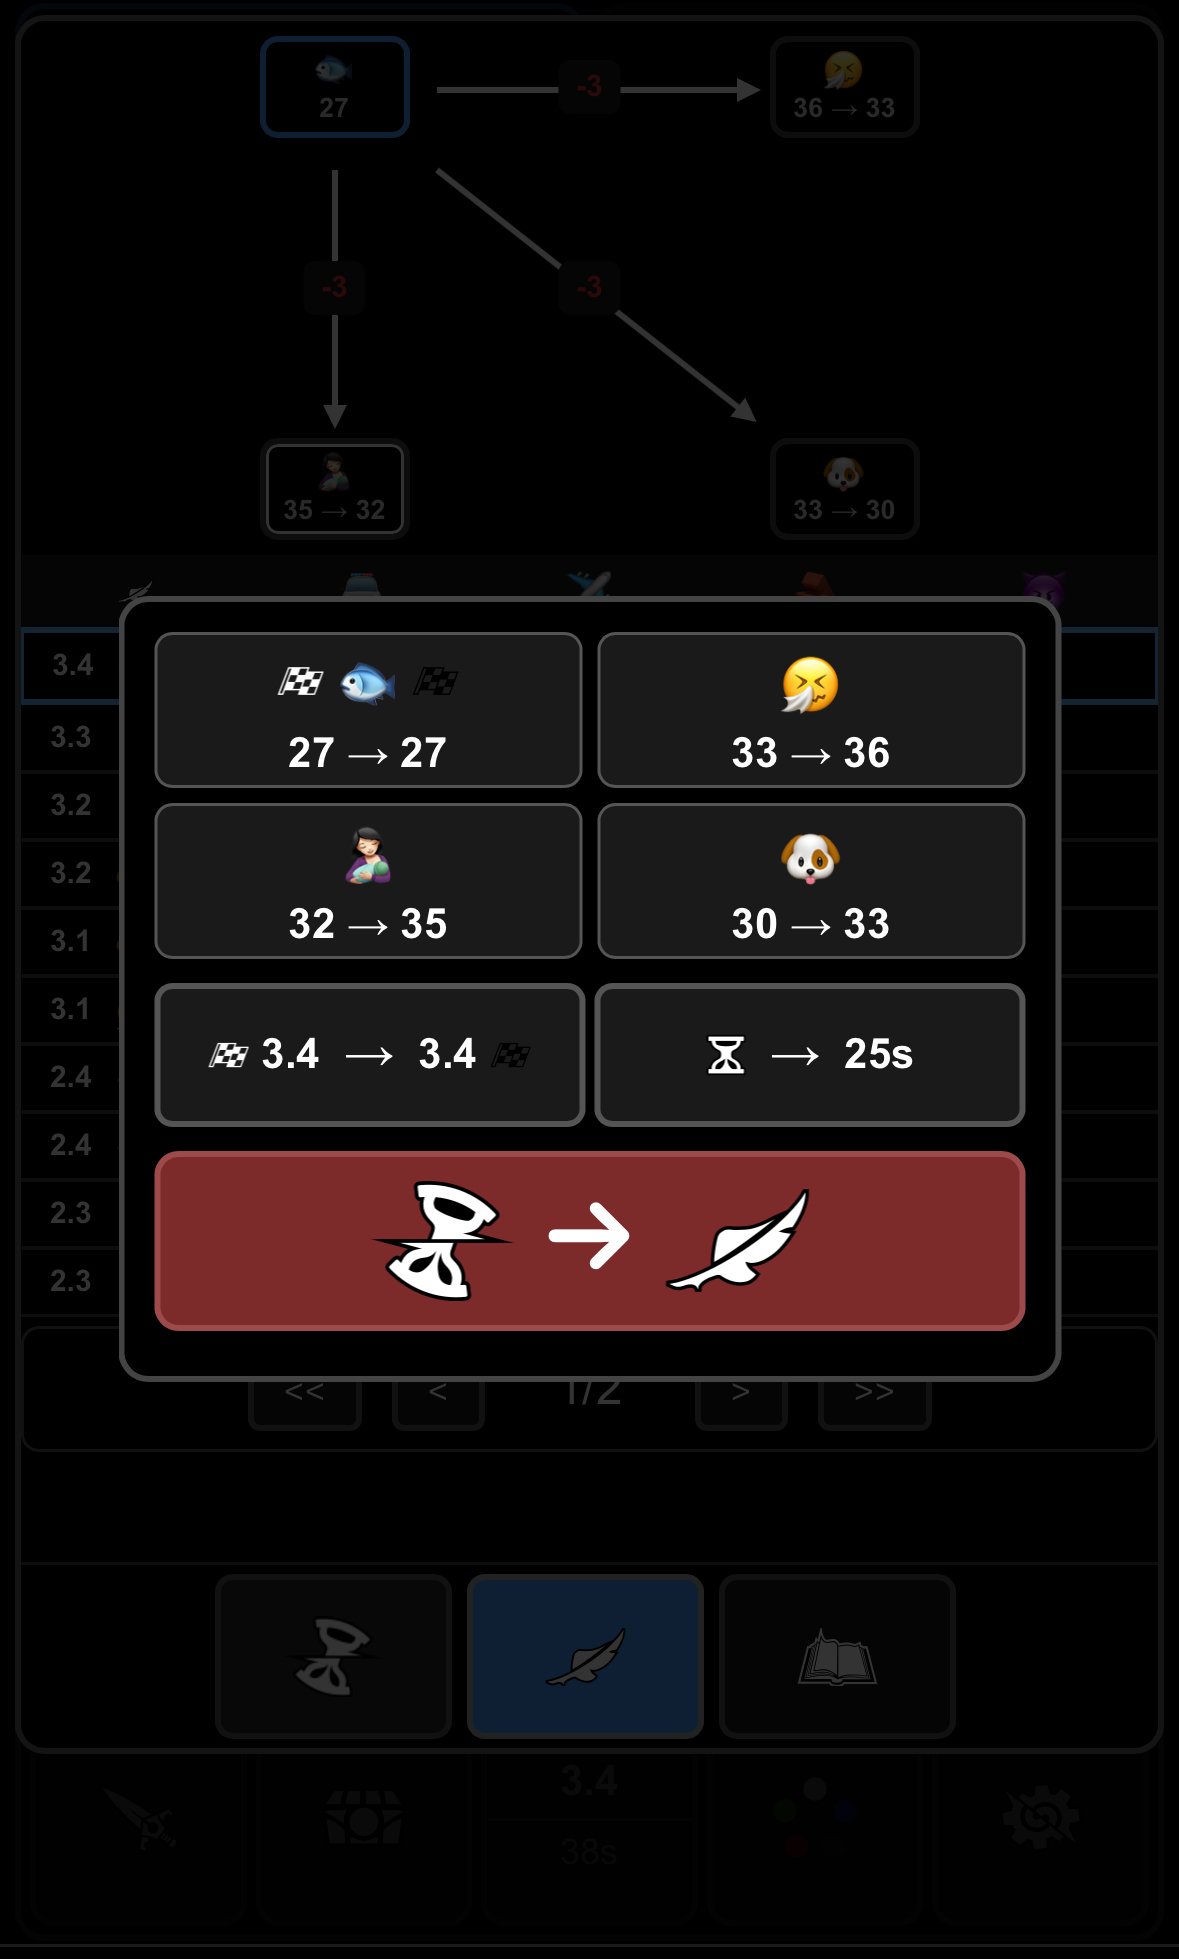 27
-3
36 → 33
-3
-3
35 → 32
33 → 30
3.4
3.3
3.2
3.2
3.1
3.1
2.4
2.4
2.3
2.3
27 → 27
33 → 36
32 → 35
30 → 33
3.4 → 3.4
→ 25s
<< < 1/2 > >>
3.4
38s